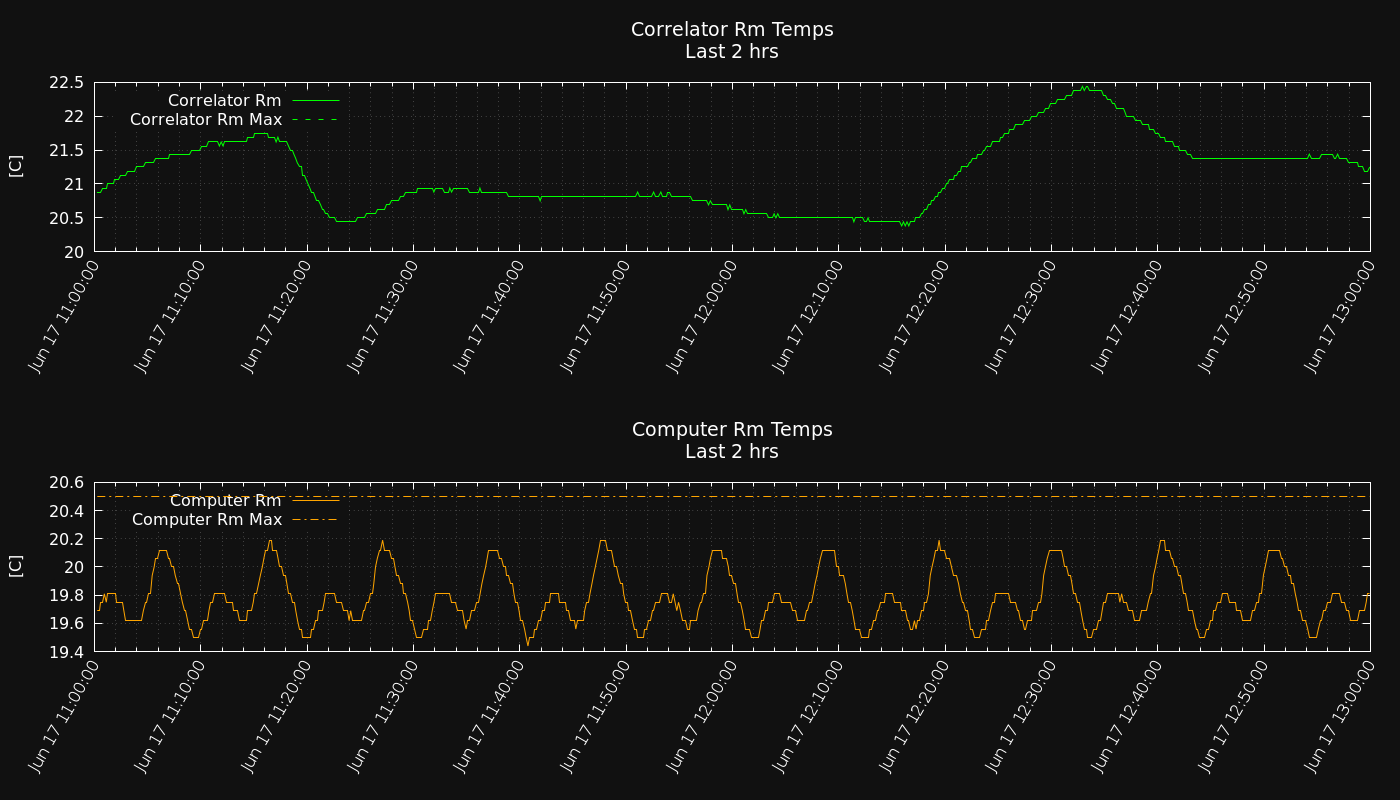 Correlator Rm Temps
Last 2 hrs
22.5
22
21.5
21
20.5
20
[C]
Correlator Rm
Correlator Rm Max
Jun 17 11:00:00
Jun 17 11:10:00
Jun 17 11:20:00
Jun 17 11:30:00
Jun 17 11:40:00
Jun 17 11:50:00
Jun 17 12:00:00
Jun 17 12:10:00
Jun 17 12:20:00
Jun 17 12:30:00
Jun 17 12:40:00
Jun 17 12:50:00
Jun 17 13:00:00
Computer Rm Temps
Last 2 hrs
20.6
20.4
20.2
20
19.8
19.6
19.4
[C]
Computer Rm
Computer Rm Max
Jun 17 11:00:00
Jun 17 11:10:00
Jun 17 11:20:00
Jun 17 11:30:00
Jun 17 11:40:00
Jun 17 11:50:00
Jun 17 12:00:00
Jun 17 12:10:00
Jun 17 12:20:00
Jun 17 12:30:00
Jun 17 12:40:00
Jun 17 12:50:00
Jun 17 13:00:00